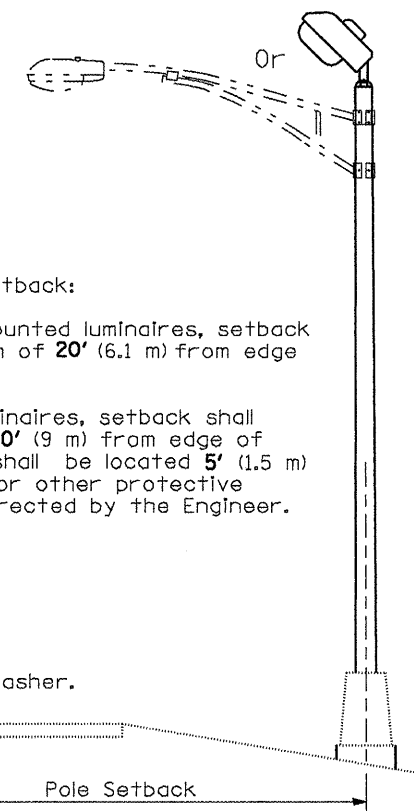 Or
tback:
ounted luminaires, setback
m of 20' (6.1 m) from edge
inaires, setback shall
0' (9 m) from edge of
shall be located 5' (1.5 m)
or other protective
rected by the Engineer.
asher.
Pole Setback